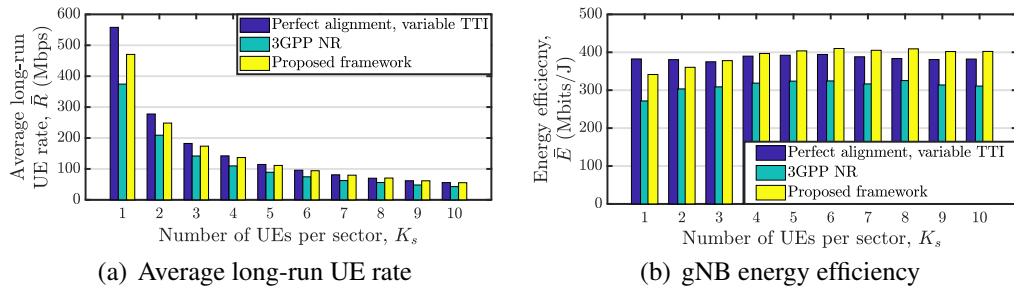 600
500
400
300
200
100
0
Average long-run
UE rate, R̄ (Mbps)
Perfect alignment, variable TTI
3GPP NR
Proposed framework
1 2 3 4 5 6 7 8 9 10
Number of UEs per sector, Kₛ
(a) Average long-run UE rate
500
400
300
200
100
0
Energy efficiecny,
Ē (Mbits/J)
Perfect alignment, variable TTI
3GPP NR
Proposed framework
1 2 3 4 5 6 7 8 9 10
Number of UEs per sector, Kₛ
(b) gNB energy efficiency